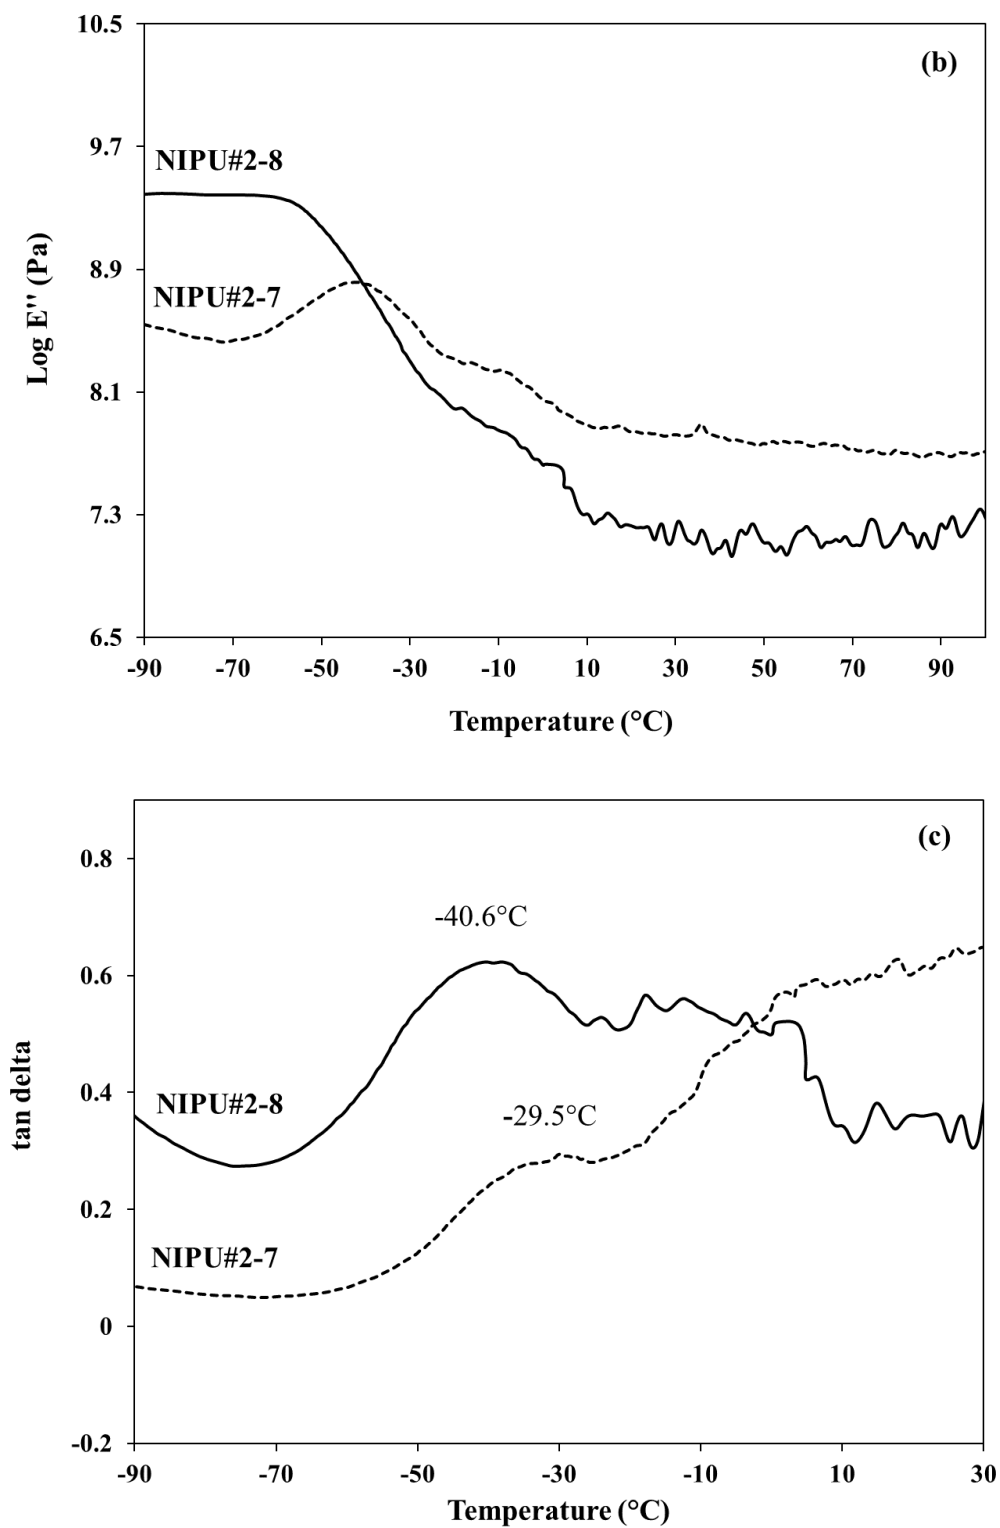 10.5
(b)
9.7
NIPU#2-8
8.9
NIPU#2-7
Log E'' (Pa)
8.1
7.3
6.5
-90 -70 -50 -30 -10 10 30 50 70 90
Temperature (°C)
(c)
0.8
-40.6°C
0.6
tan delta
0.4
NIPU#2-8
-29.5°C
0.2
NIPU#2-7
0
-0.2
-90 -70 -50 -30 -10 10 30
Temperature (°C)